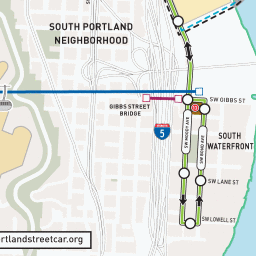 SOUTH PORTLAND
NEIGHBORHOOD
SW GIBBS ST
GIBBS STREET
BRIDGE
5
SW MOODY AVE
SW BOND AVE
SOUTH
WATERFRONT
SW LANE ST
SW LOWELL ST
ortlandstreetcar.org